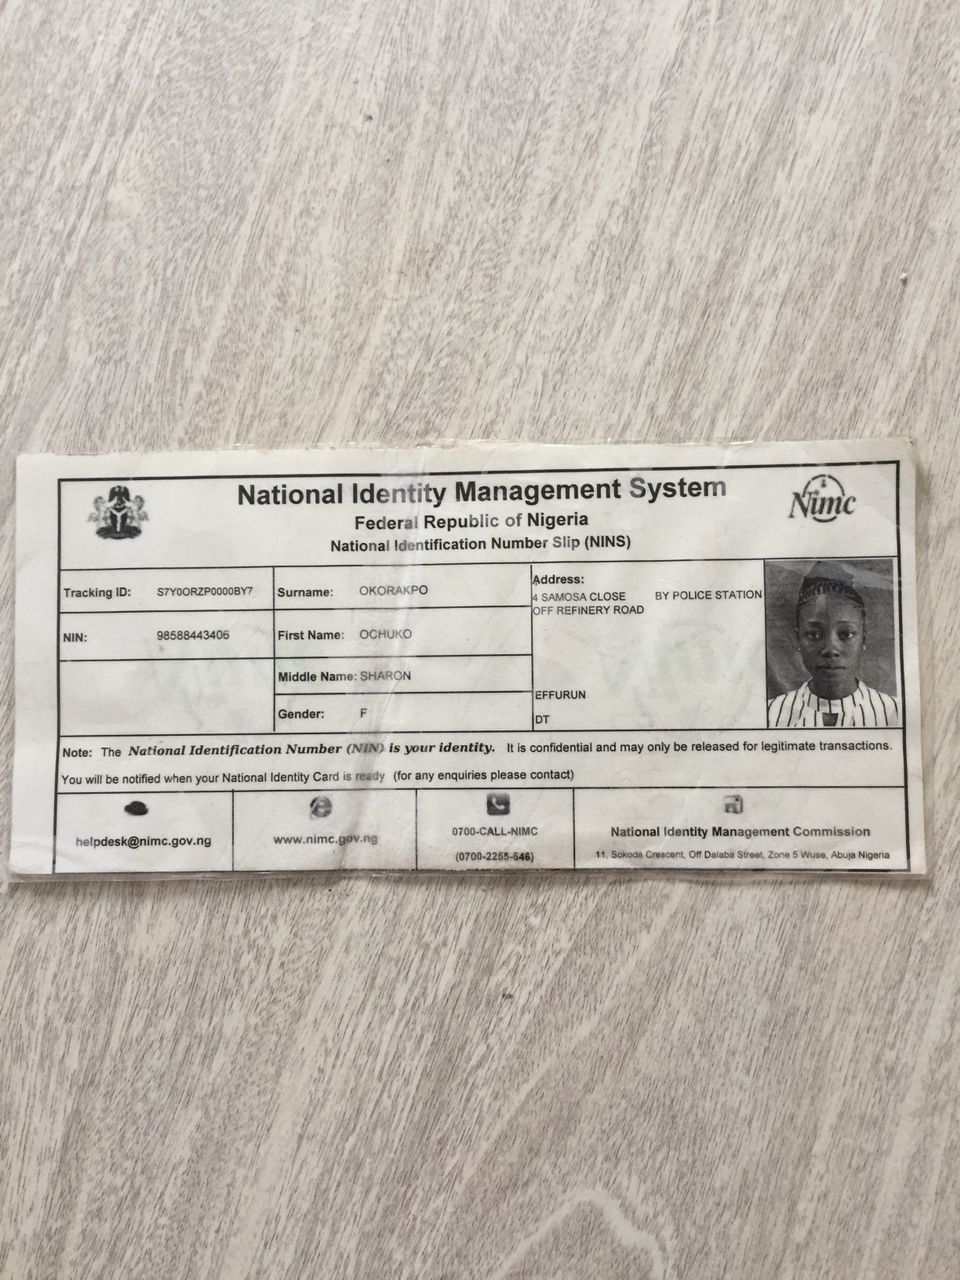 National Identity Management System
Federal Republic of Nigeria
National Identification Number Slip (NINS)
Nimc
Tracking ID: S7Y0ORZP0000BY7
NIN: 98588443406
Surname: OKORAKPO
First Name: OCHUKO
Middle Name: SHARON
Gender: F
Address:
4 SAMOSA CLOSE BY POLICE STATION
OFF REFINERY ROAD
EFFURUN
DT
Note: The National Identification Number (NIN) is your identity. It is confidential and may only be released for legitimate transactions.
You will be notified when your National Identity Card is ready (for any enquiries please contact)
helpdesk@nimc.gov.ng
www.nimc.gov.ng
0700-CALL-NIMC
(0700-2255-646)
National Identity Management Commission
11, Sokode Crescent, Off Dalaba Street, Zone 5 Wuse, Abuja Nigeria